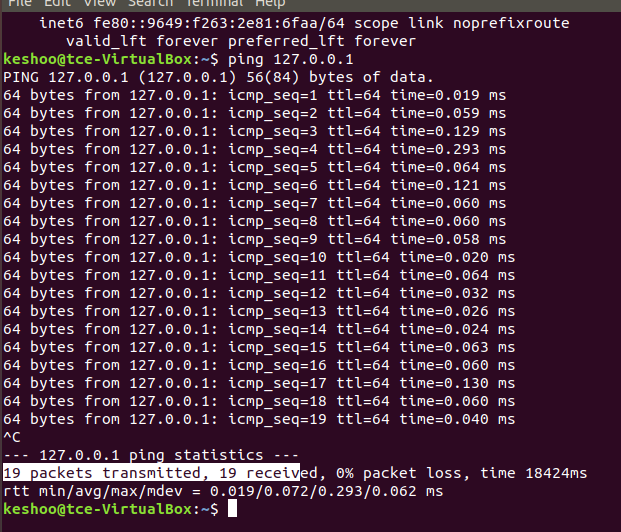 File Edit View Search Terminal Help
inet6 fe80::9649:f263:2e81:6faa/64 scope link noprefixroute
valid_lft forever preferred_lft forever
keshoo@tce-VirtualBox:~$ ping 127.0.0.1
PING 127.0.0.1 (127.0.0.1) 56(84) bytes of data.
64 bytes from 127.0.0.1: icmp_seq=1 ttl=64 time=0.019 ms
64 bytes from 127.0.0.1: icmp_seq=2 ttl=64 time=0.059 ms
64 bytes from 127.0.0.1: icmp_seq=3 ttl=64 time=0.129 ms
64 bytes from 127.0.0.1: icmp_seq=4 ttl=64 time=0.293 ms
64 bytes from 127.0.0.1: icmp_seq=5 ttl=64 time=0.064 ms
64 bytes from 127.0.0.1: icmp_seq=6 ttl=64 time=0.121 ms
64 bytes from 127.0.0.1: icmp_seq=7 ttl=64 time=0.060 ms
64 bytes from 127.0.0.1: icmp_seq=8 ttl=64 time=0.060 ms
64 bytes from 127.0.0.1: icmp_seq=9 ttl=64 time=0.058 ms
64 bytes from 127.0.0.1: icmp_seq=10 ttl=64 time=0.020 ms
64 bytes from 127.0.0.1: icmp_seq=11 ttl=64 time=0.064 ms
64 bytes from 127.0.0.1: icmp_seq=12 ttl=64 time=0.032 ms
64 bytes from 127.0.0.1: icmp_seq=13 ttl=64 time=0.026 ms
64 bytes from 127.0.0.1: icmp_seq=14 ttl=64 time=0.024 ms
64 bytes from 127.0.0.1: icmp_seq=15 ttl=64 time=0.063 ms
64 bytes from 127.0.0.1: icmp_seq=16 ttl=64 time=0.060 ms
64 bytes from 127.0.0.1: icmp_seq=17 ttl=64 time=0.130 ms
64 bytes from 127.0.0.1: icmp_seq=18 ttl=64 time=0.060 ms
64 bytes from 127.0.0.1: icmp_seq=19 ttl=64 time=0.040 ms
^C
--- 127.0.0.1 ping statistics ---
19 packets transmitted, 19 received, 0% packet loss, time 18424ms
rtt min/avg/max/mdev = 0.019/0.072/0.293/0.062 ms
keshoo@tce-VirtualBox:~$